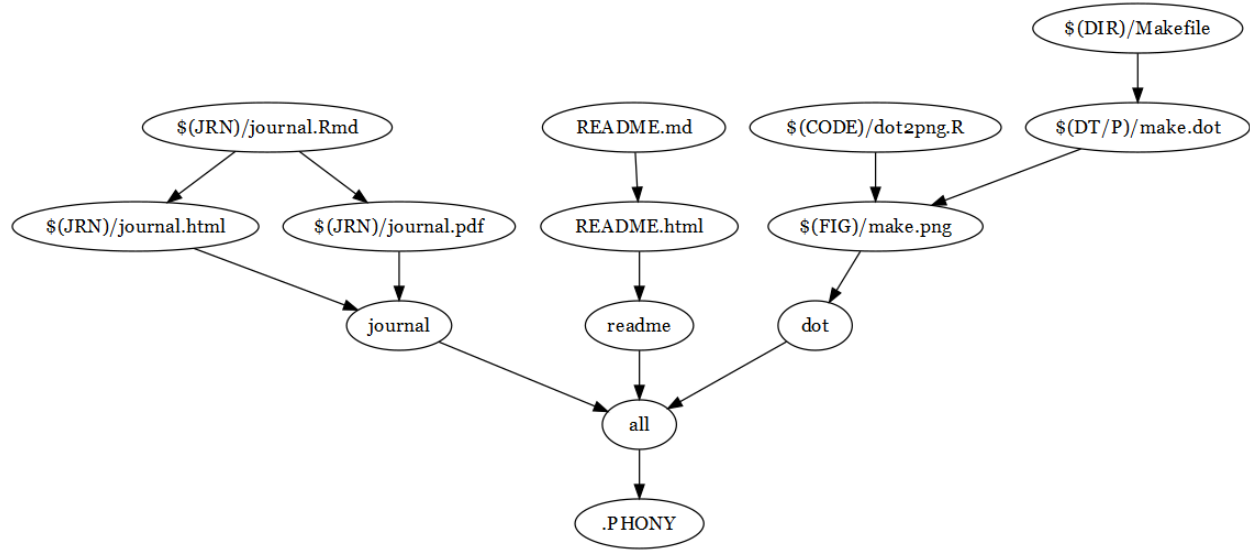 $(DIR)/Makefile
$(JRN)/journal.Rmd
README.md
$(CODE)/dot2png.R
$(DT/P)/make.dot
$(JRN)/journal.html
$(JRN)/journal.pdf
README.html
$(FIG)/make.png
journal
readme
dot
all
.PHONY